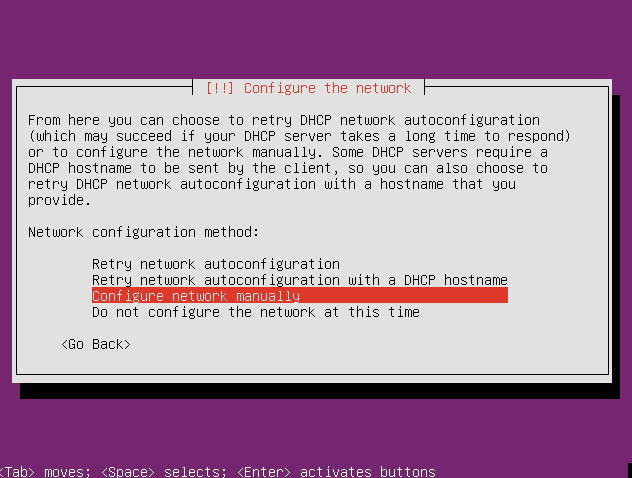 [!!] Configure the network
From here you can choose to retry DHCP network autoconfiguration
(which may succeed if your DHCP server takes a long time to respond)
or to configure the network manually. Some DHCP servers require a
DHCP hostname to be sent by the client, so you can also choose to
retry DHCP network autoconfiguration with a hostname that you
provide.
Network configuration method:
Retry network autoconfiguration
Retry network autoconfiguration with a DHCP hostname
Configure network manually
Do not configure the network at this time
<Go Back>
<Tab> moves; <Space> selects; <Enter> activates buttons